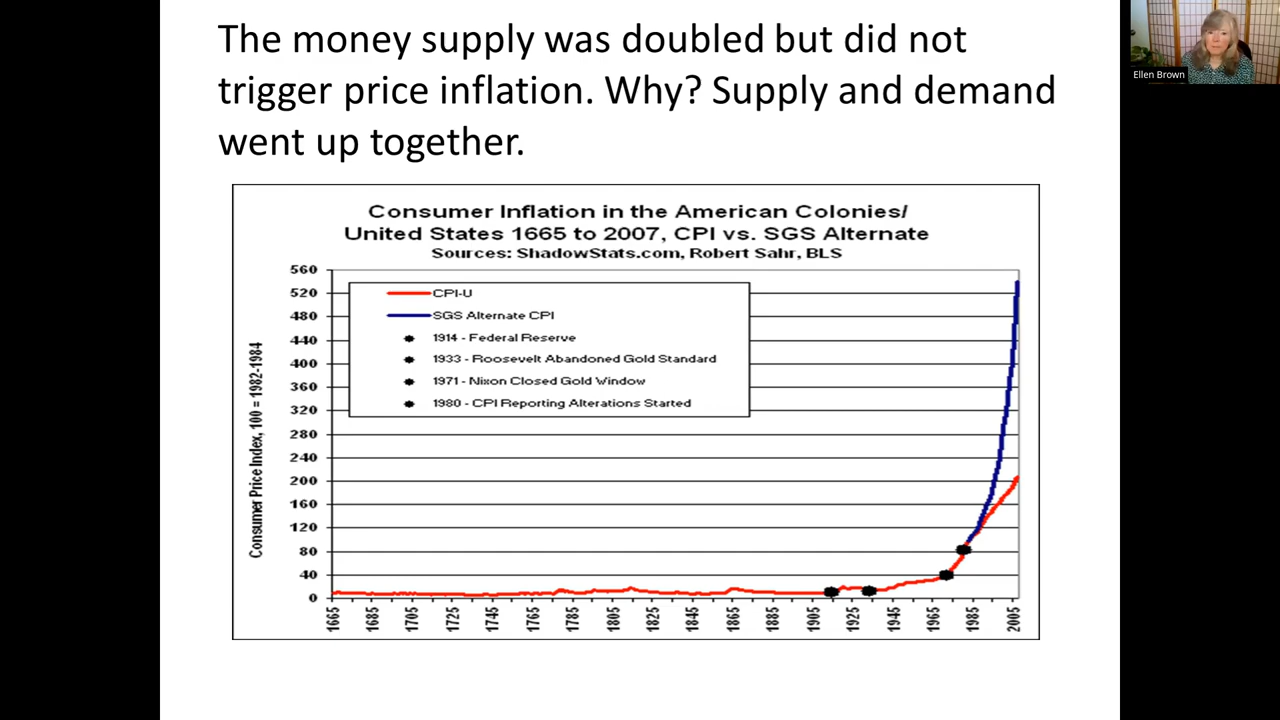 The money supply was doubled but did not
trigger price inflation. Why? Supply and demand
went up together.
Ellen Brown
Consumer Inflation in the American Colonies/
United States 1665 to 2007, CPI vs. SGS Alternate
Sources: ShadowStats.com, Robert Sahr, BLS
Consumer Price Index, 100 = 1982-1984
560
520
480
440
400
360
320
280
240
200
160
120
80
40
0
CPI-U
SGS Alternate CPI
1914 - Federal Reserve
1933 - Roosevelt Abandoned Gold Standard
1971 - Nixon Closed Gold Window
1980 - CPI Reporting Alterations Started
1665 1685 1705 1725 1745 1765 1785 1805 1825 1845 1865 1885 1905 1925 1945 1965 1985 2005